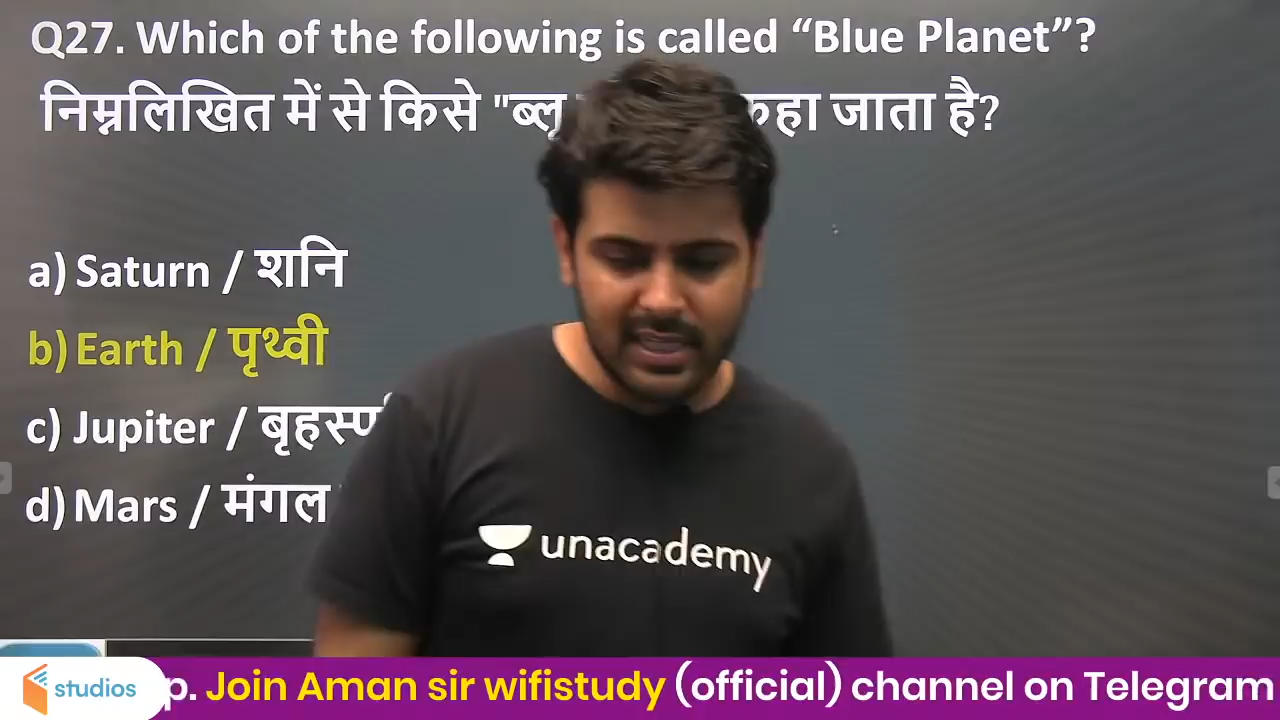 Q27. Which of the following is called “Blue Planet”?
निम्नलिखित में से किसे "ब्लू कहा जाता है?
a) Saturn / शनि
b) Earth / पृथ्वी
c) Jupiter /
d) Mars / मंगल
unacademy
studios p. Join Aman sir wifistudy (official) channel on Telegram